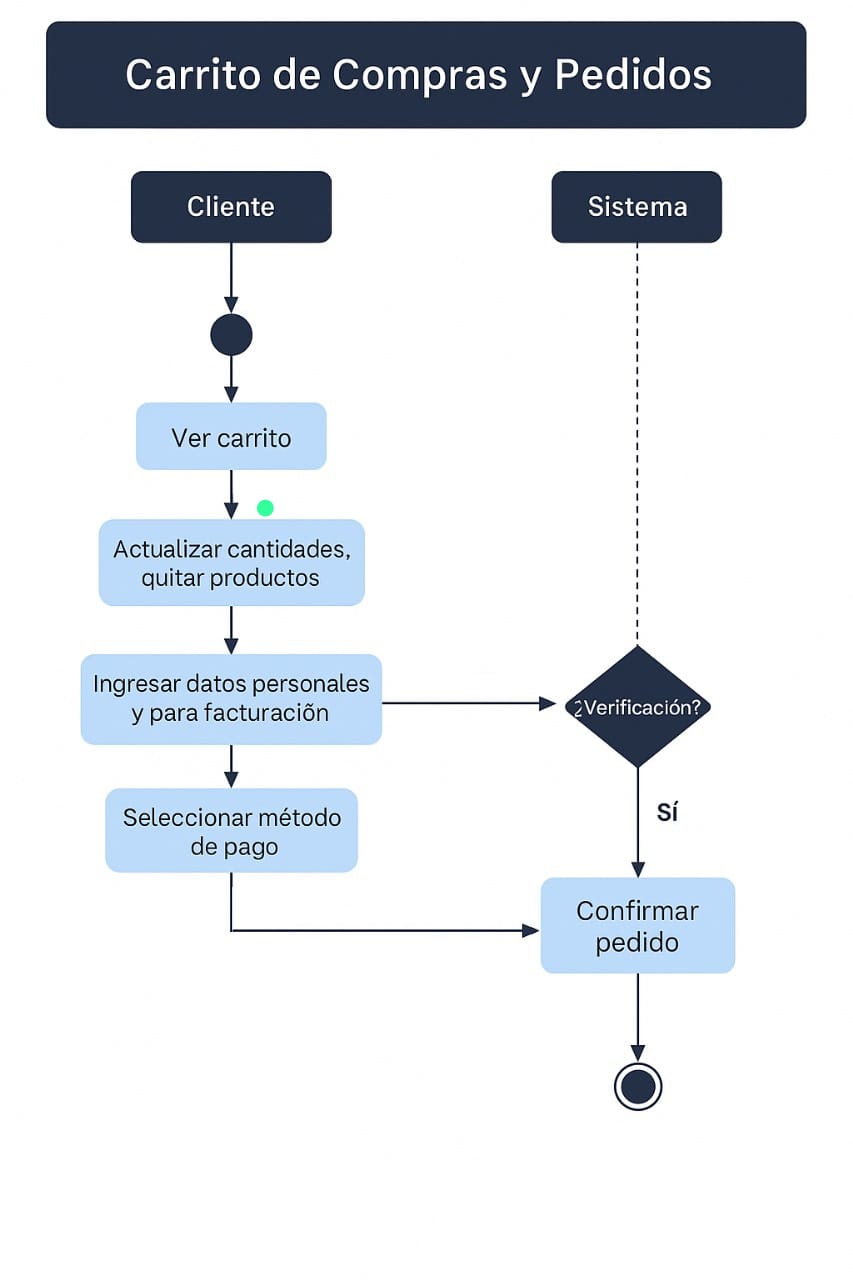 Carrito de Compras y Pedidos
Cliente
Sistema
Ver carrito
Actualizar cantidades,
quitar productos
Ingresar datos personales
y para facturaciõn
¿Verificación?
Seleccionar método
de pago
Sí
Confirmar
pedido